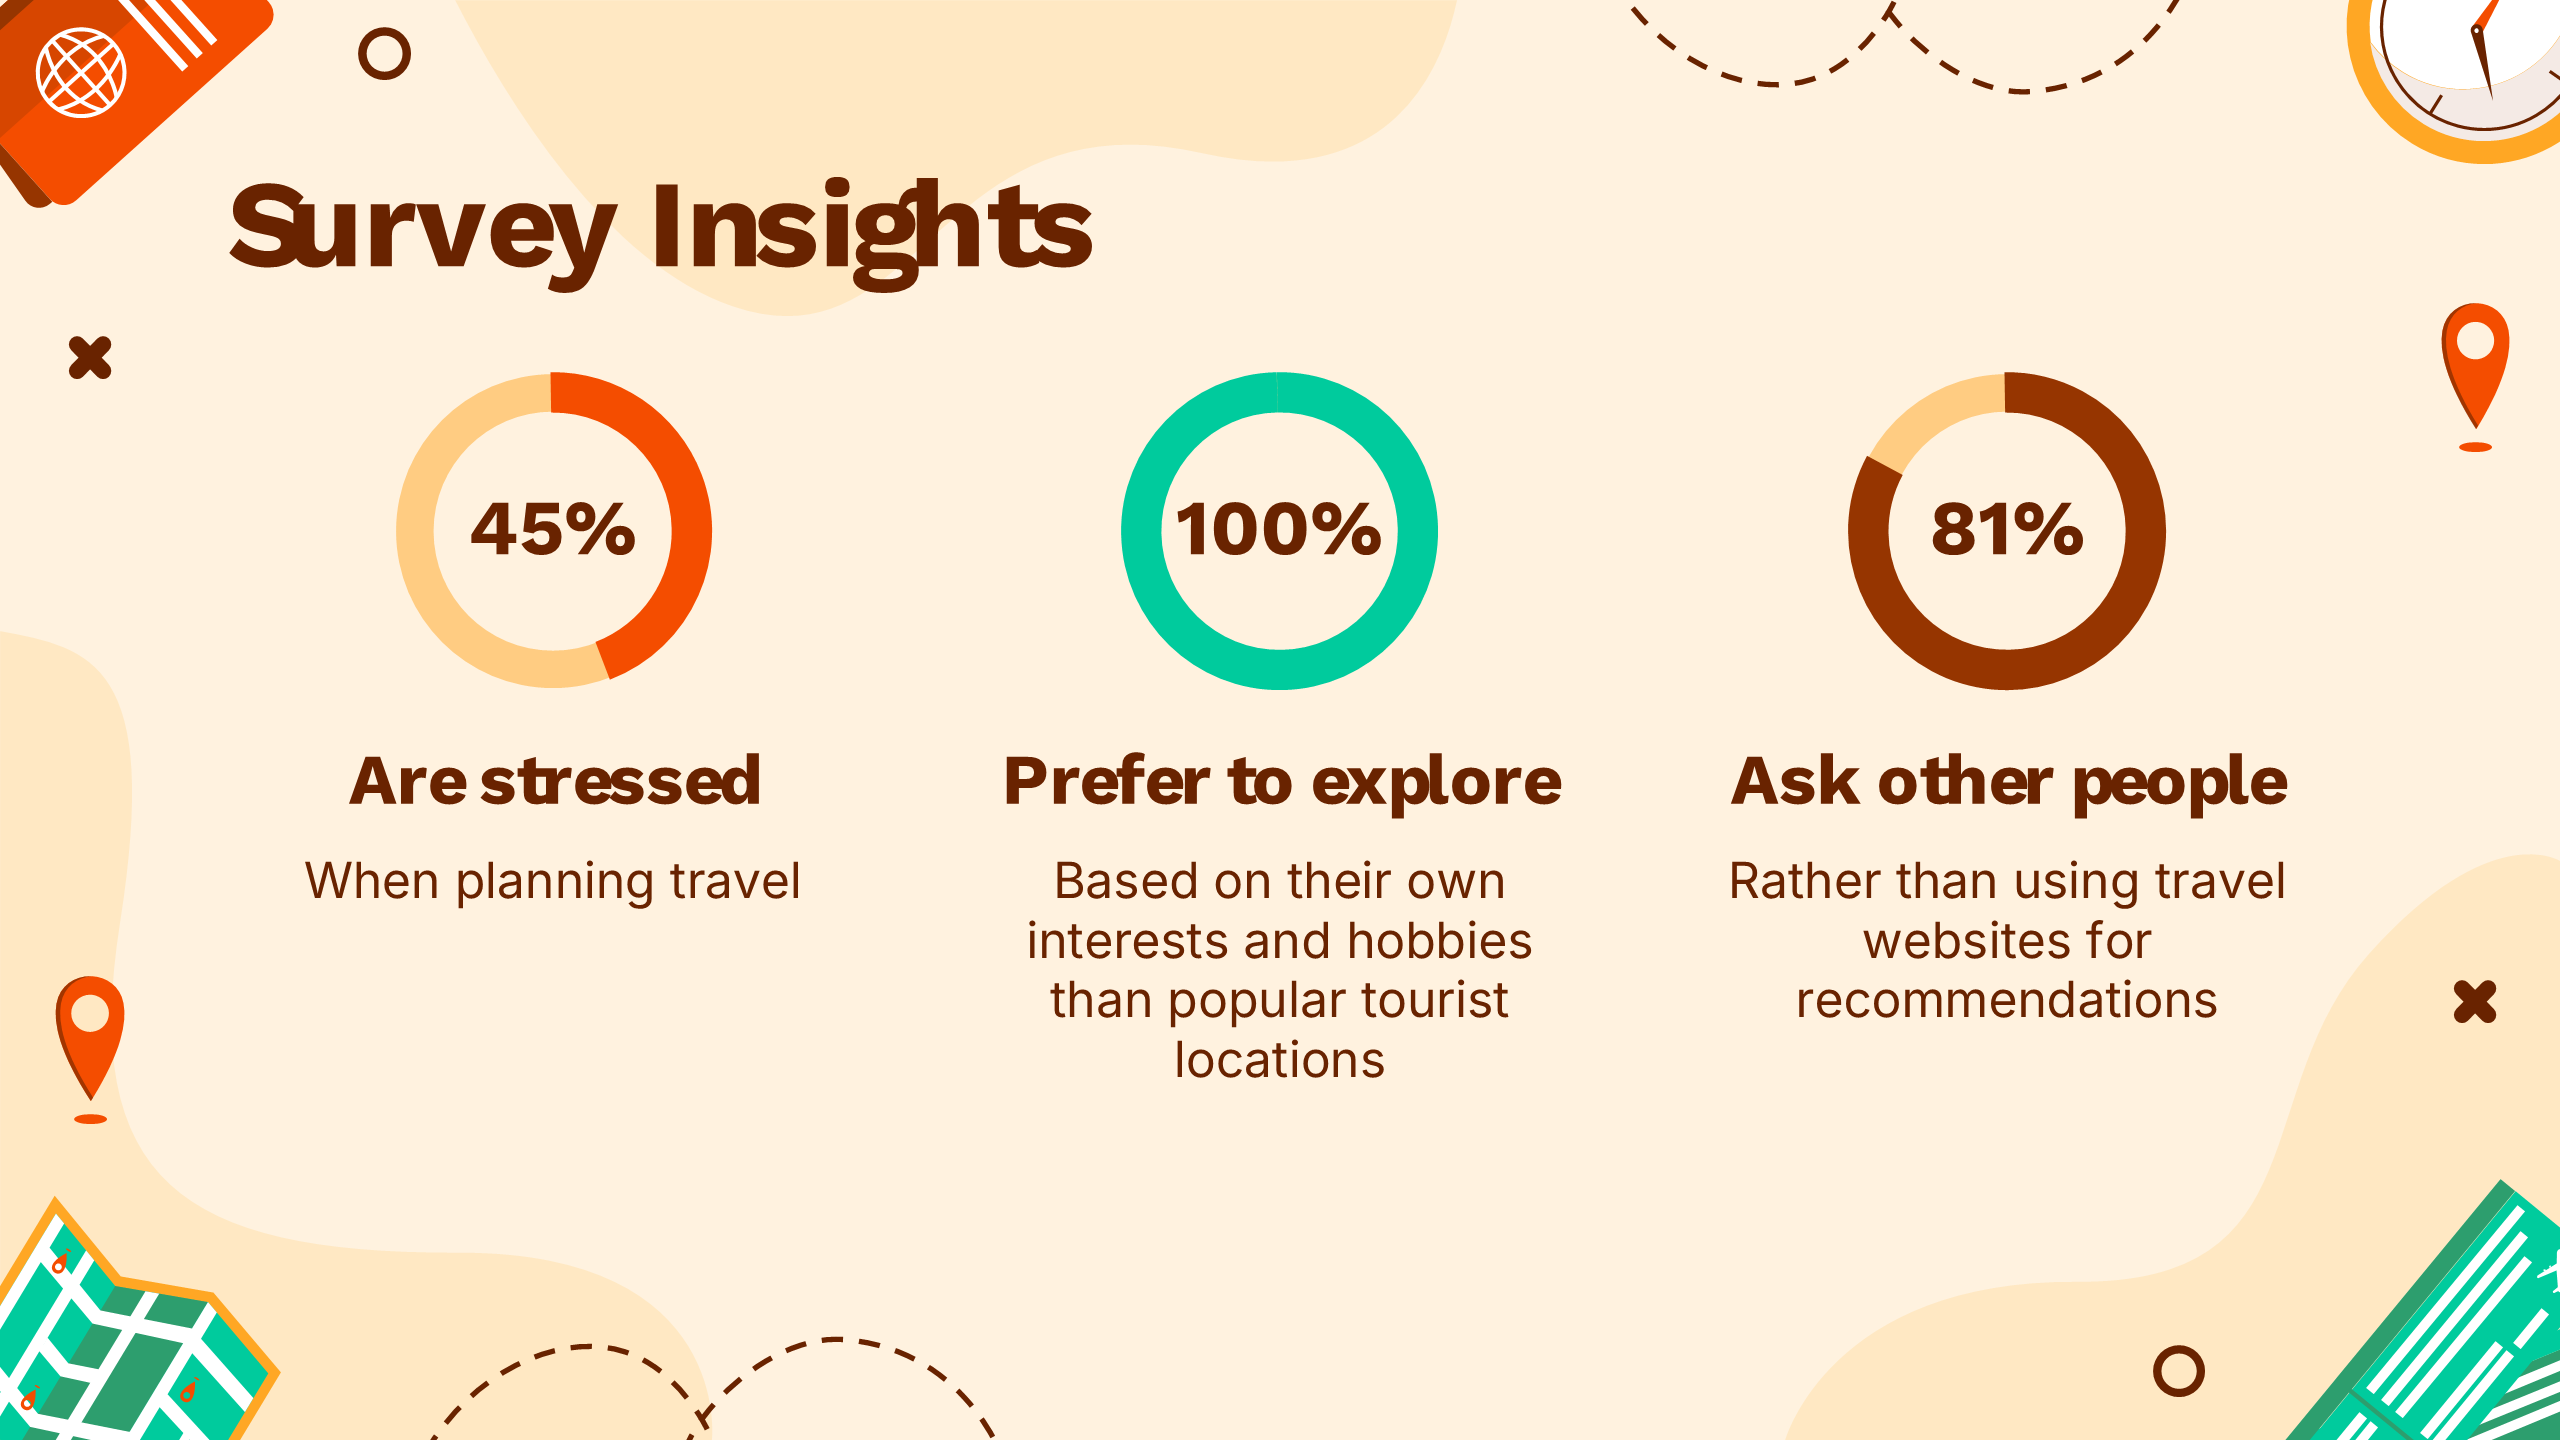 Survey Insights
45%
100%
81%
Are stressed
Prefer to explore
Ask other people
When planning travel
Based on their own
interests and hobbies
than popular tourist
locations
Rather than using travel
websites for
recommendations